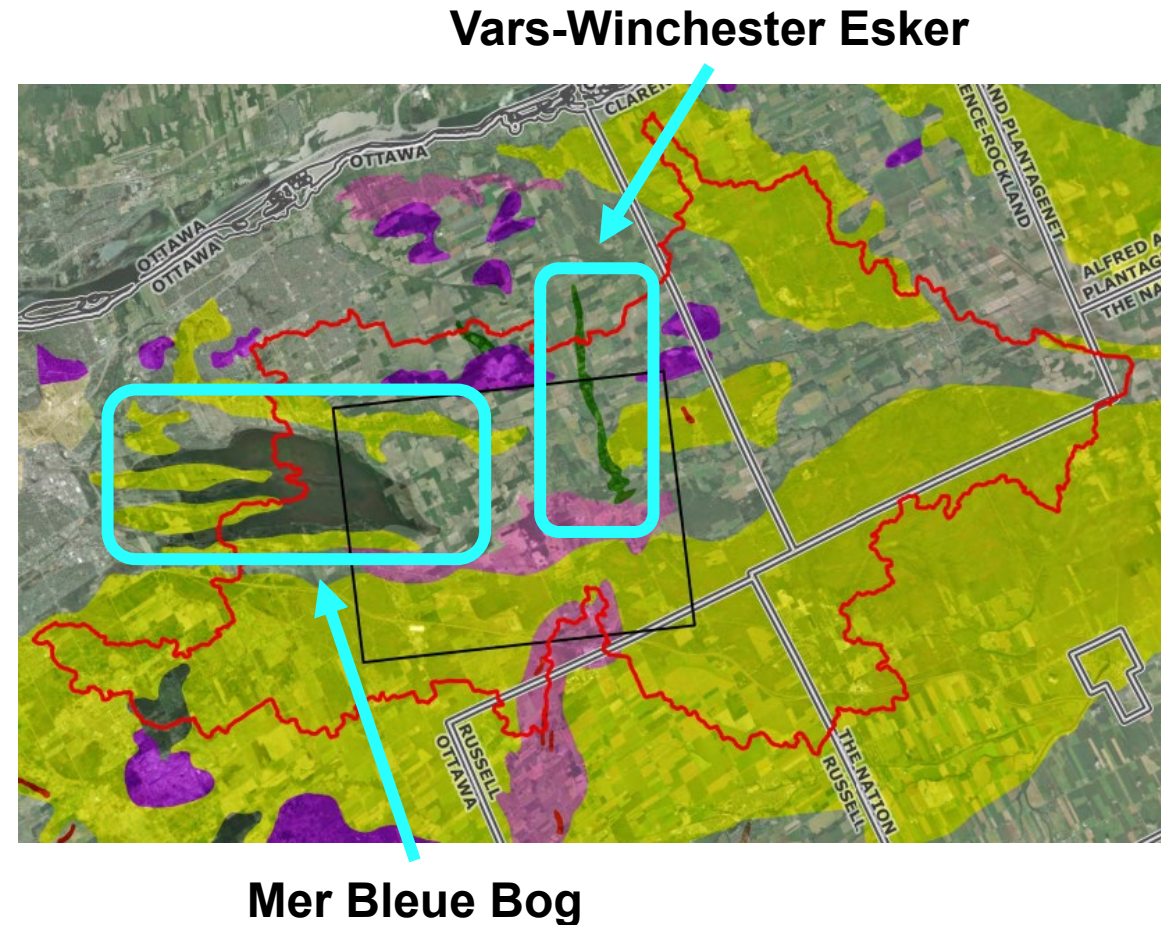 Vars-Winchester Esker
CLAREN
OTTAWA
OTTAWA
OTTAWA
AND PLANTAGENET
ENCE-ROCKLAND
ALFRED A
PLANTAG
THE NA
RUSSELL
OTTAWA
THE NATION
RUSSELL
Mer Bleue Bog